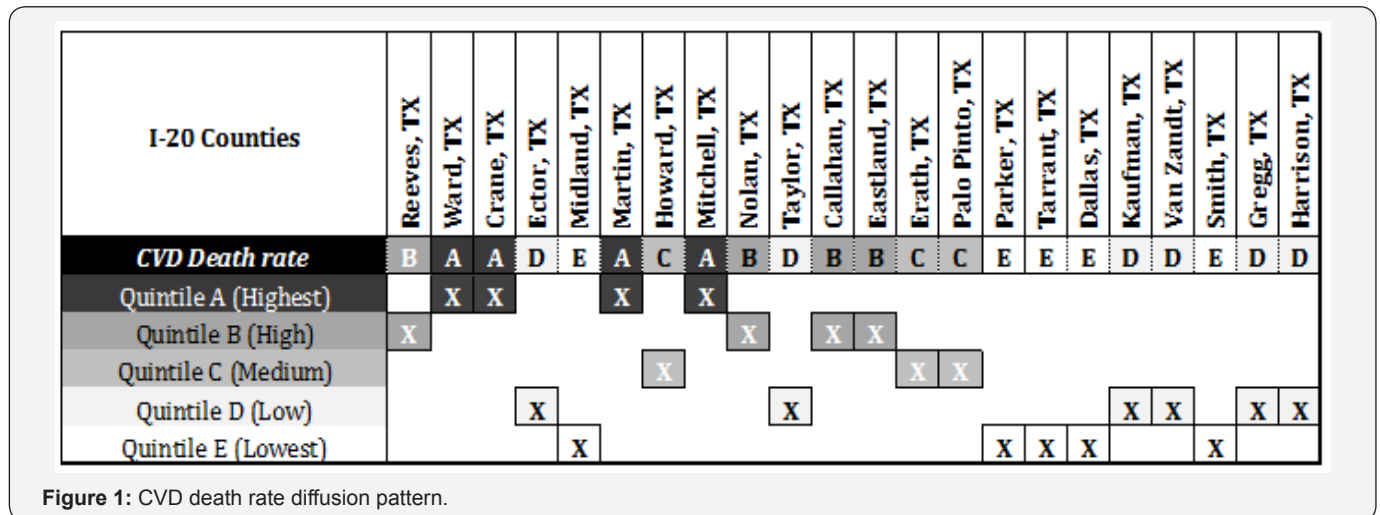 I-20 Counties Reeves, TX Ward, TX Crane, TX Ector, TX Midland, TX Martin, TX Howard, TX Mitchell, TX Nolan, TX Taylor, TX Callahan, TX Eastland, TX Erath, TX Palo Pinto, TX Parker, TX Tarrant, TX Dallas, TX Kaufman, TX Van Zandt, TX Smith, TX Gregg, TX Harrison, TX
CVD Death rate B A A D E A C A B D B B C C E E E D D E D D
Quintile A (Highest) X X X X
Quintile B (High) X X X X
Quintile C (Medium) X X X
Quintile D (Low) X X X X X X
Quintile E (Lowest) X X X X X
Figure 1: CVD death rate diffusion pattern.